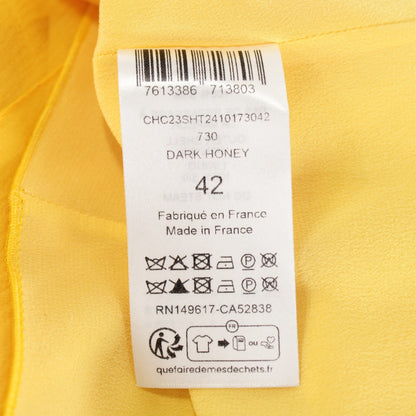 7613386 713803
CHC23SHT2410173042
730
DARK HONEY
42
Fabriqué en France
Made in France
RN149617-CA52838
FR
OU
quefairedemesdechets.fr